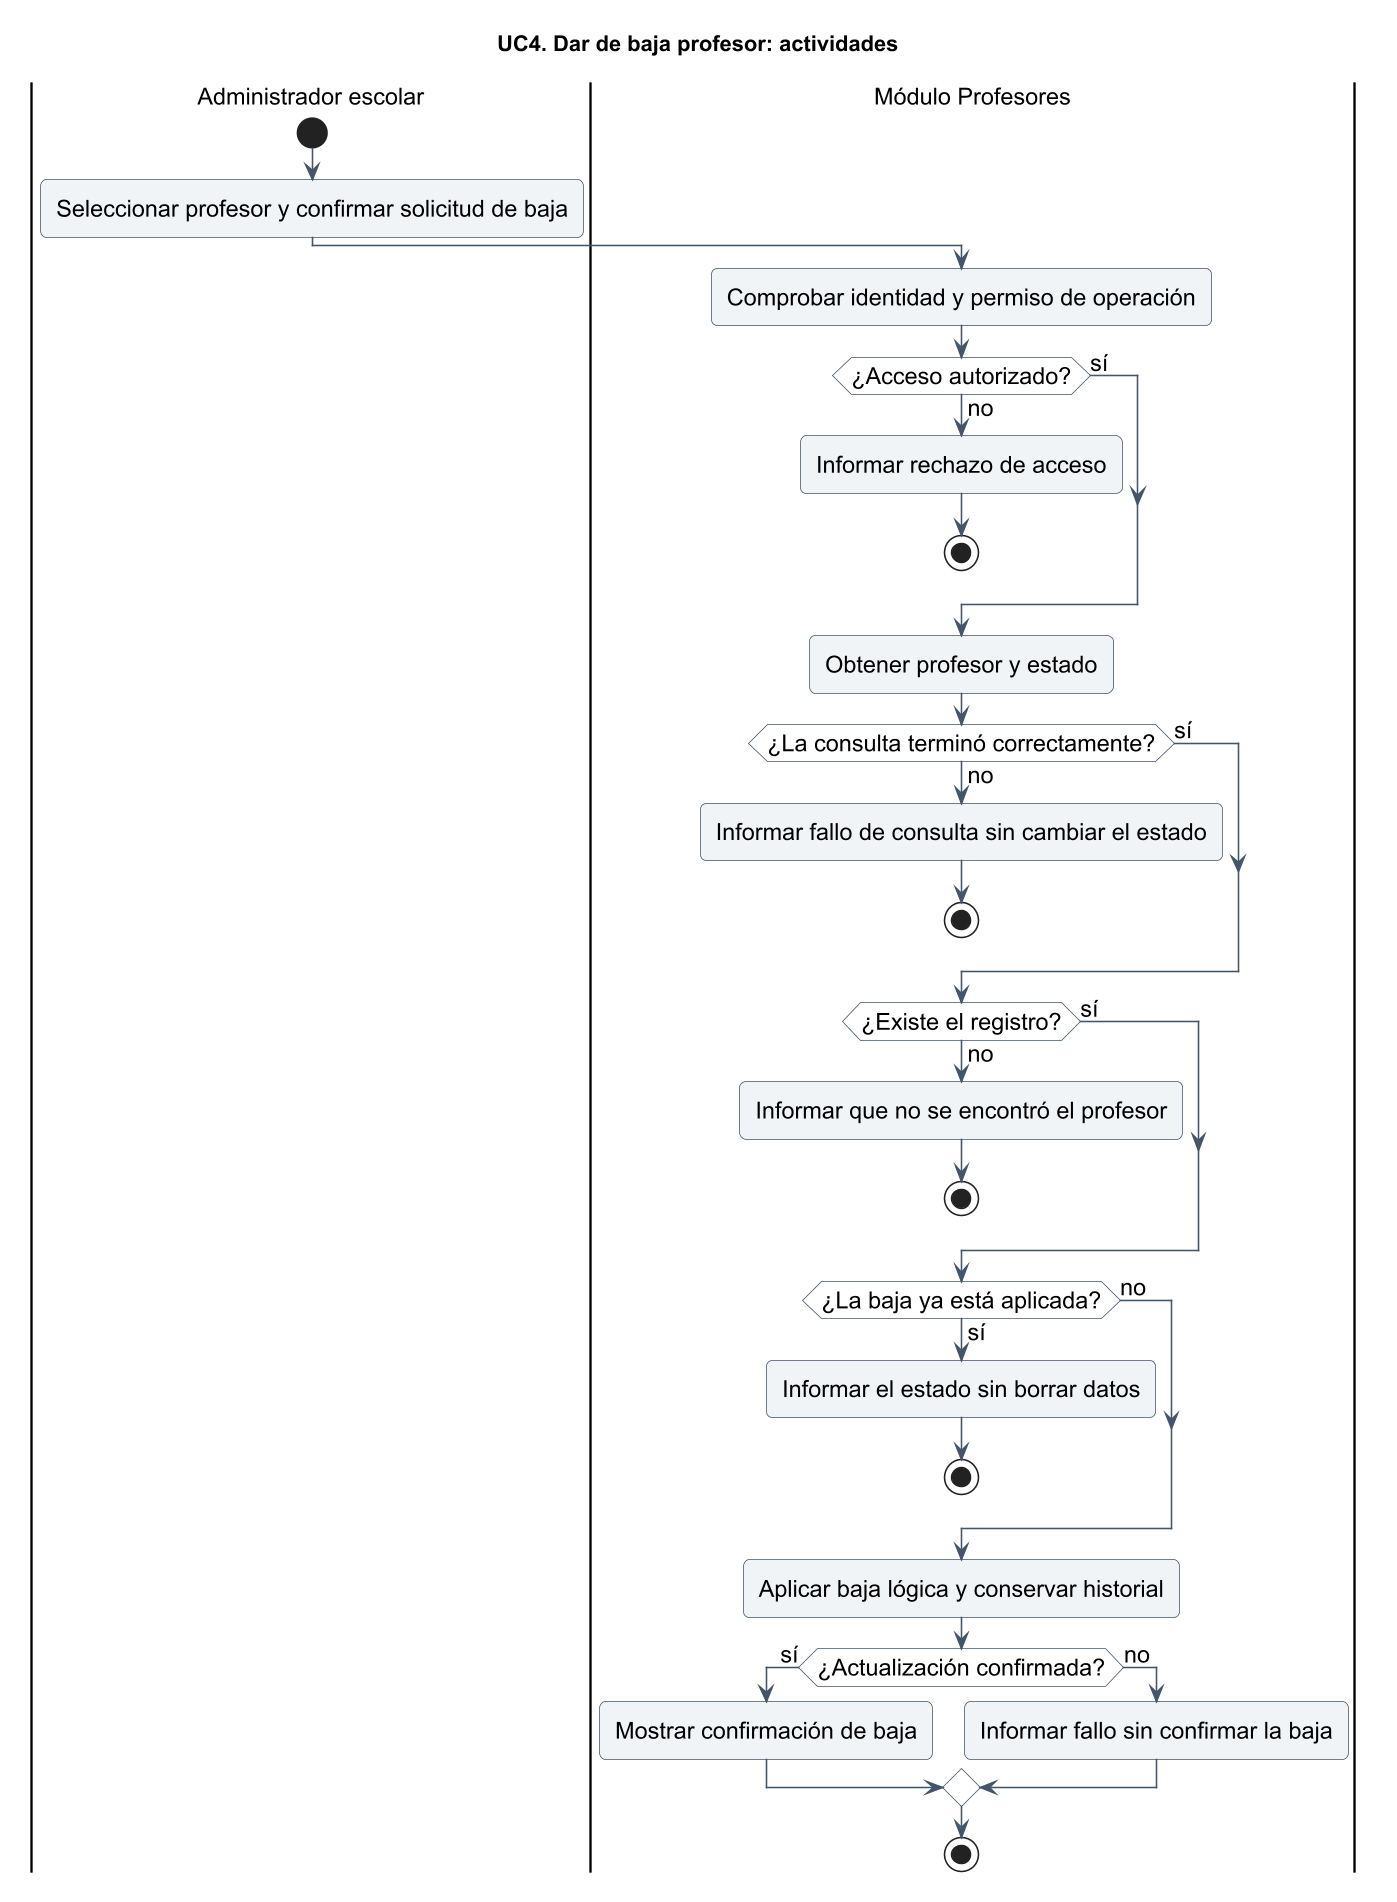 UC4. Dar de baja profesor: actividades
Administrador escolar
Módulo Profesores
Seleccionar profesor y confirmar solicitud de baja
Comprobar identidad y permiso de operación
¿Acceso autorizado?
sí
no
Informar rechazo de acceso
Obtener profesor y estado
¿La consulta terminó correctamente?
sí
no
Informar fallo de consulta sin cambiar el estado
¿Existe el registro?
sí
no
Informar que no se encontró el profesor
¿La baja ya está aplicada?
no
sí
Informar el estado sin borrar datos
Aplicar baja lógica y conservar historial
sí
¿Actualización confirmada?
no
Mostrar confirmación de baja
Informar fallo sin confirmar la baja